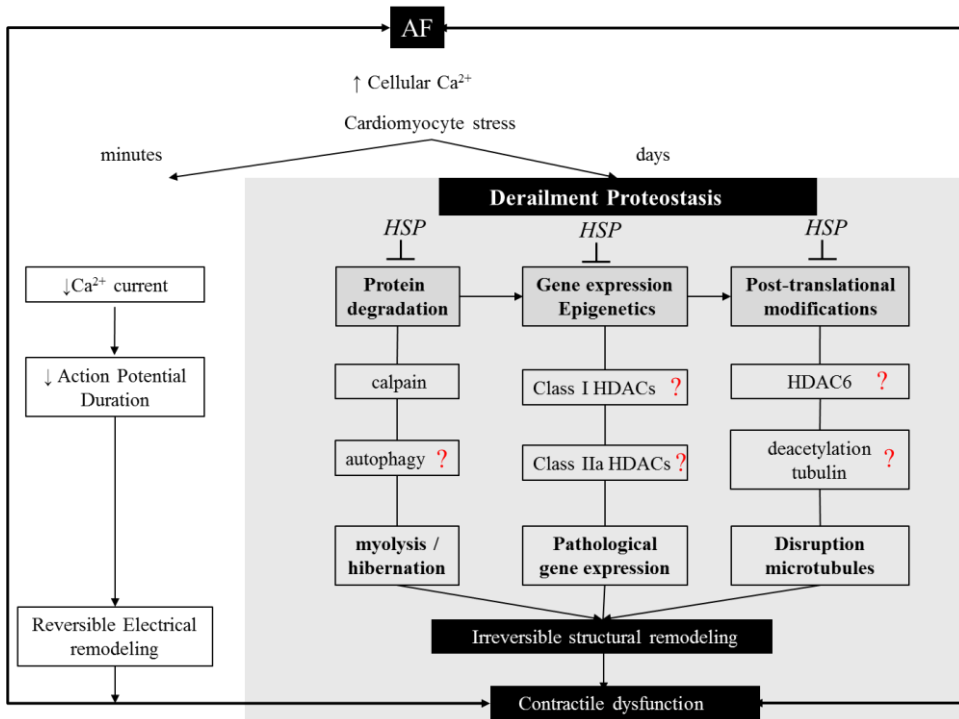 AF
↑ Cellular Ca²⁺
Cardiomyocyte stress
minutes
days
Derailment Proteostasis
HSP
HSP
HSP
↓Ca²⁺ current
↓ Action Potential
Duration
Reversible Electrical
remodeling
Protein
degradation
calpain
autophagy ?
myolysis /
hibernation
Gene expression
Epigenetics
Class I HDACs ?
Class IIa HDACs ?
Pathological
gene expression
Post-translational
modifications
HDAC6 ?
deacetylation
tubulin ?
Disruption
microtubules
Irreversible structural remodeling
Contractile dysfunction